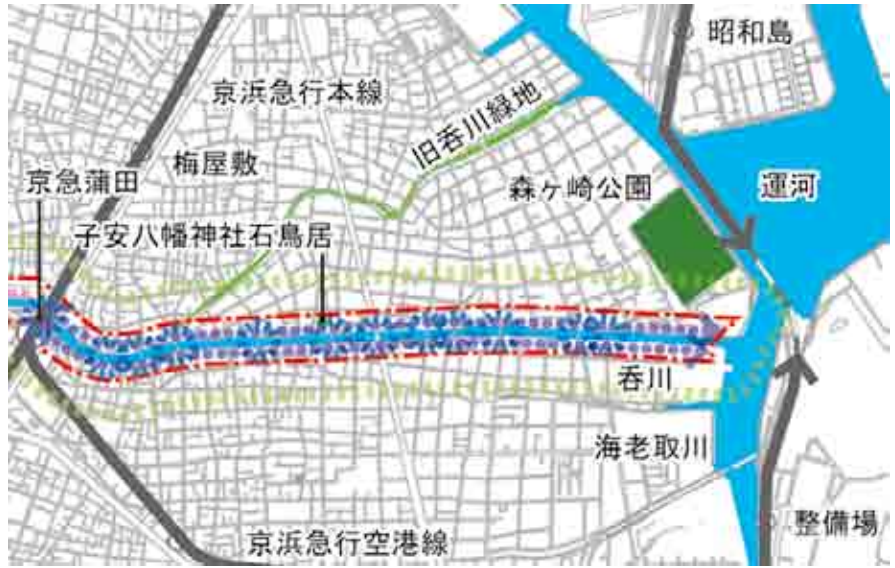 昭和島
京浜急行本線
旧呑川緑地
梅屋敷
京急蒲田
森ヶ崎公園
運河
子安八幡神社石鳥居
呑川
海老取川
整備場
京浜急行空港線